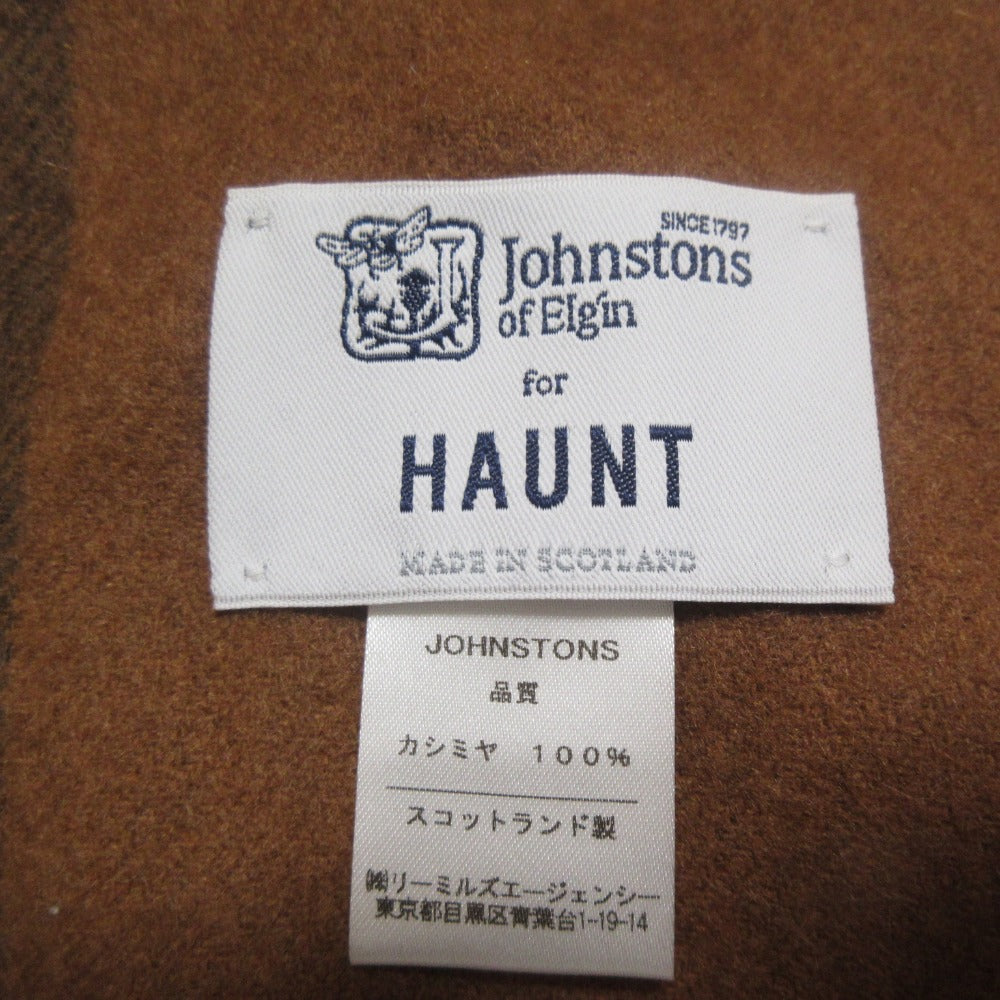 SINCE 1797
Johnstons
of Elgin
for
HAUNT
MADE IN SCOTLAND
JOHNSTONS
品質
カシミヤ 100%
スコットランド製
㈱リーミルズエージェンシー
東京都目黒区青葉台1-19-14